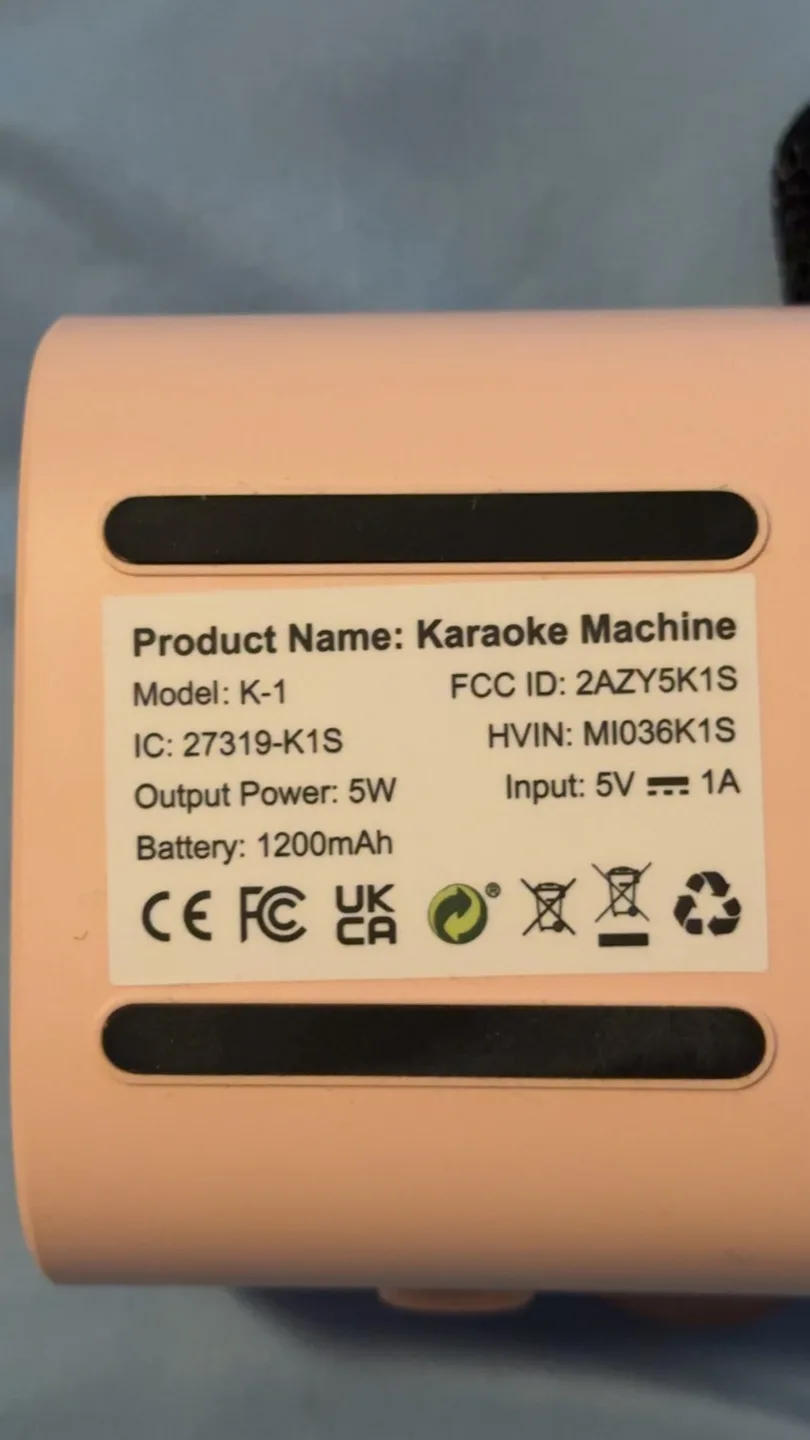 Product Name: Karaoke Machine
Model: K-1 FCC ID: 2AZY5K1S
IC: 27319-K1S HVIN: MI036K1S
Output Power: 5W Input: 5V ⎓ 1A
Battery: 1200mAh
CE FC UK CA ®